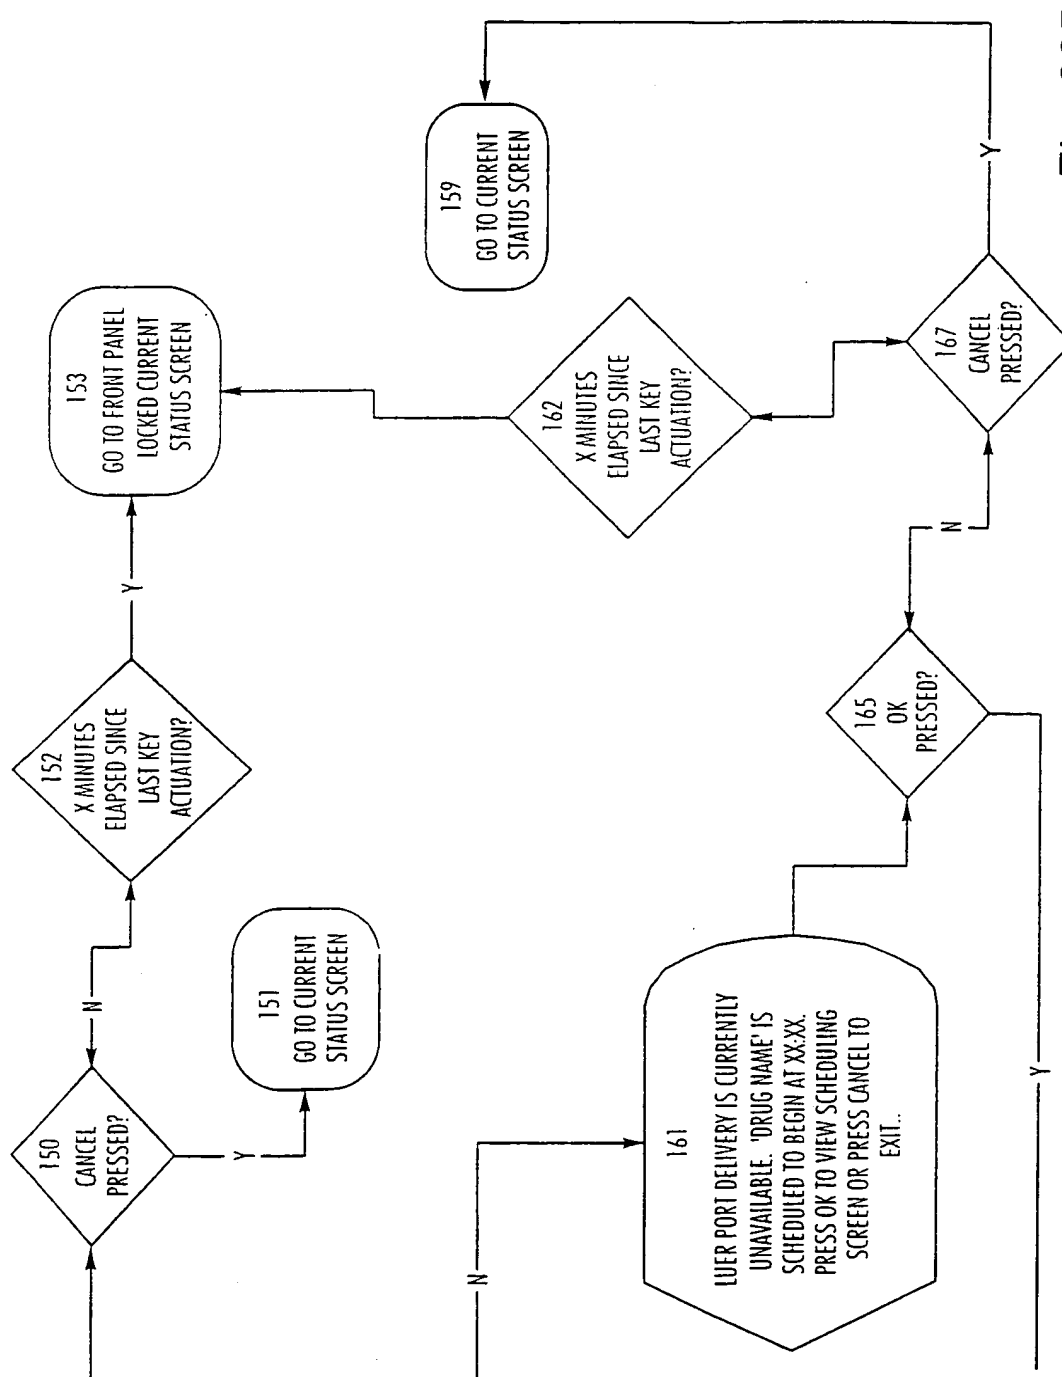 150
CANCEL
PRESSED?
N
Y
151
GO TO CURRENT
STATUS SCREEN
152
X MINUTES
ELAPSED SINCE
LAST KEY
ACTUATION?
Y
153
GO TO FRONT PANEL
LOCKED CURRENT
STATUS SCREEN
N
161
LUER PORT DELIVERY IS CURRENTLY
UNAVAILABLE. 'DRUG NAME' IS
SCHEDULED TO BEGIN AT XX:XX.
PRESS OK TO VIEW SCHEDULING
SCREEN OR PRESS CANCEL TO
EXIT..
165
OK
PRESSED?
N
Y
162
X MINUTES
ELAPSED SINCE
LAST KEY
ACTUATION?
167
CANCEL
PRESSED?
Y
159
GO TO CURRENT
STATUS SCREEN